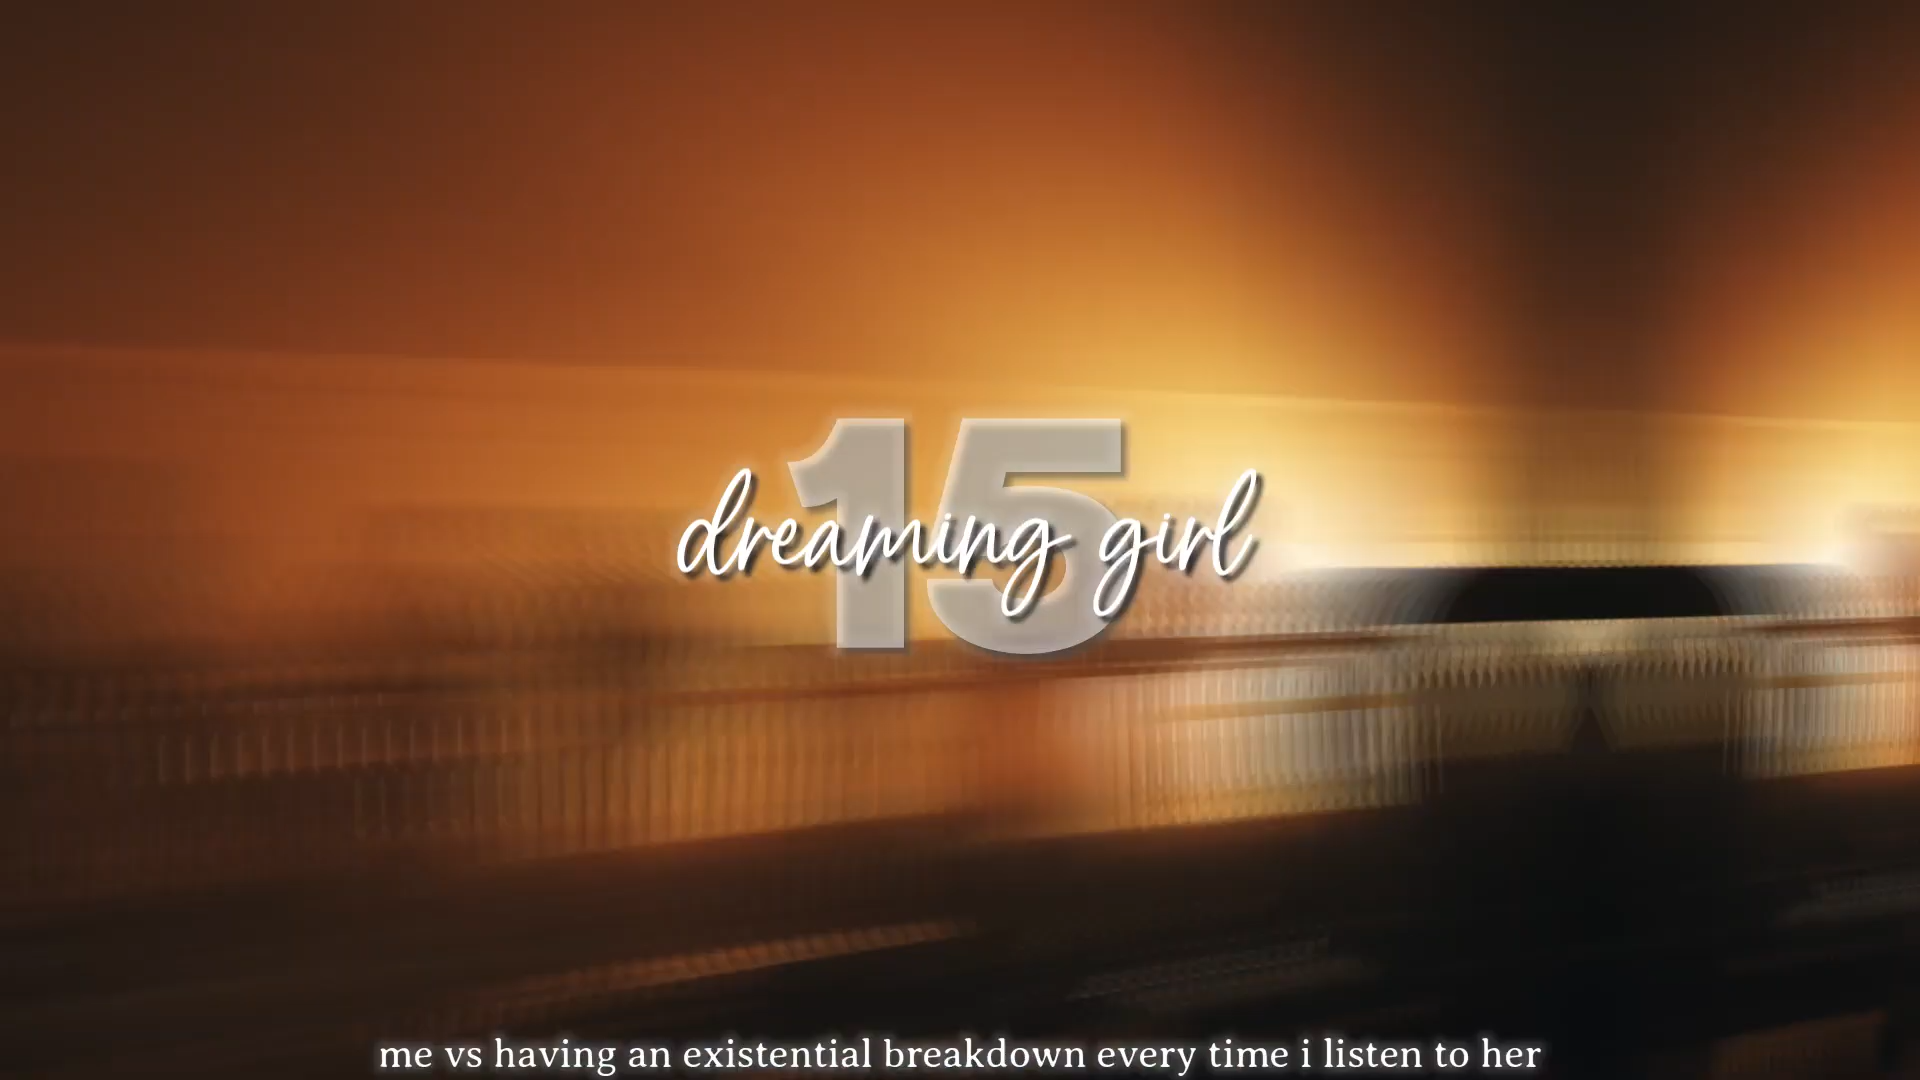 15
dreaming girl
me vs having an existential breakdown every time i listen to her